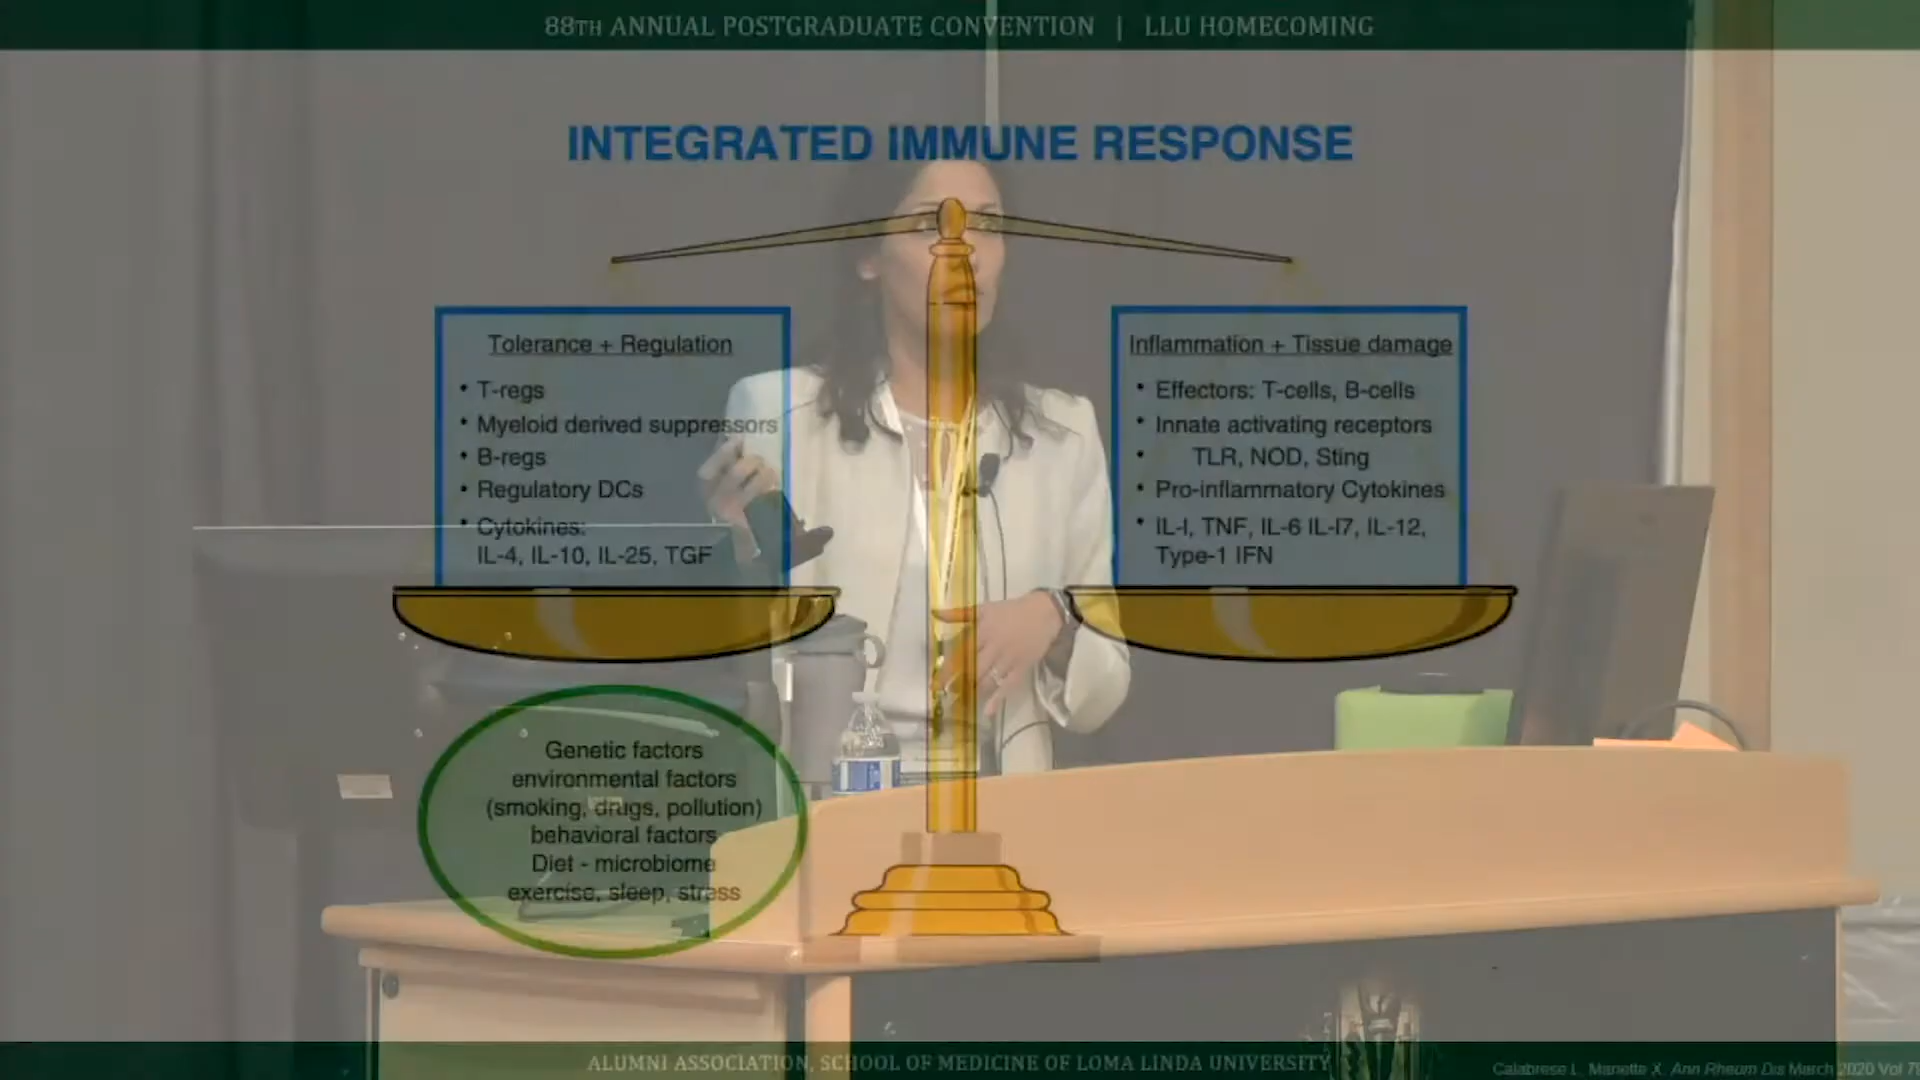 88TH ANNUAL POSTGRADUATE CONVENTION | LLU HOMECOMING
INTEGRATED IMMUNE RESPONSE
Tolerance + Regulation
• T-regs
• Myeloid derived suppressors
• B-regs
• Regulatory DCs
• Cytokines:
IL-4, IL-10, IL-25, TGF
Inflammation + Tissue damage
• Effectors: T-cells, B-cells
• Innate activating receptors
• TLR, NOD, Sting
• Pro-inflammatory Cytokines
• IL-I, TNF, IL-6 IL-I7, IL-12,
Type-1 IFN
Genetic factors
environmental factors
(smoking, drugs, pollution)
behavioral factors
Diet - microbiome
exercise, sleep, stress
ALUMNI ASSOCIATION, SCHOOL OF MEDICINE OF LOMA LINDA UNIVERSITY
Calabrese L, X. Ann Rheum Dis March 2020 Vol